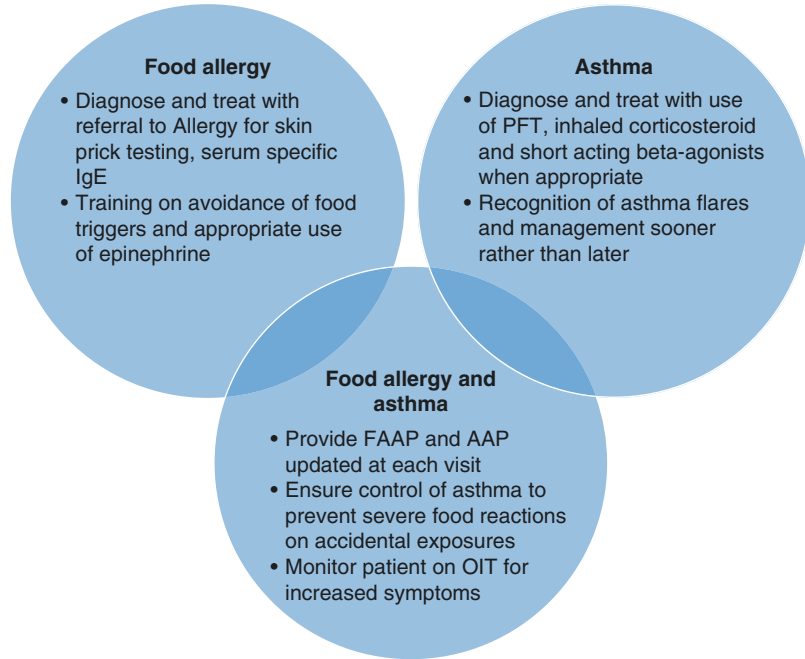 Food allergy
• Diagnose and treat with
referral to Allergy for skin
prick testing, serum specific
IgE
• Training on avoidance of food
triggers and appropriate use
of epinephrine
Asthma
• Diagnose and treat with use
of PFT, inhaled corticosteroid
and short acting beta-agonists
when appropriate
• Recognition of asthma flares
and management sooner
rather than later
Food allergy and
asthma
• Provide FAAP and AAP
updated at each visit
• Ensure control of asthma to
prevent severe food reactions
on accidental exposures
• Monitor patient on OIT for
increased symptoms